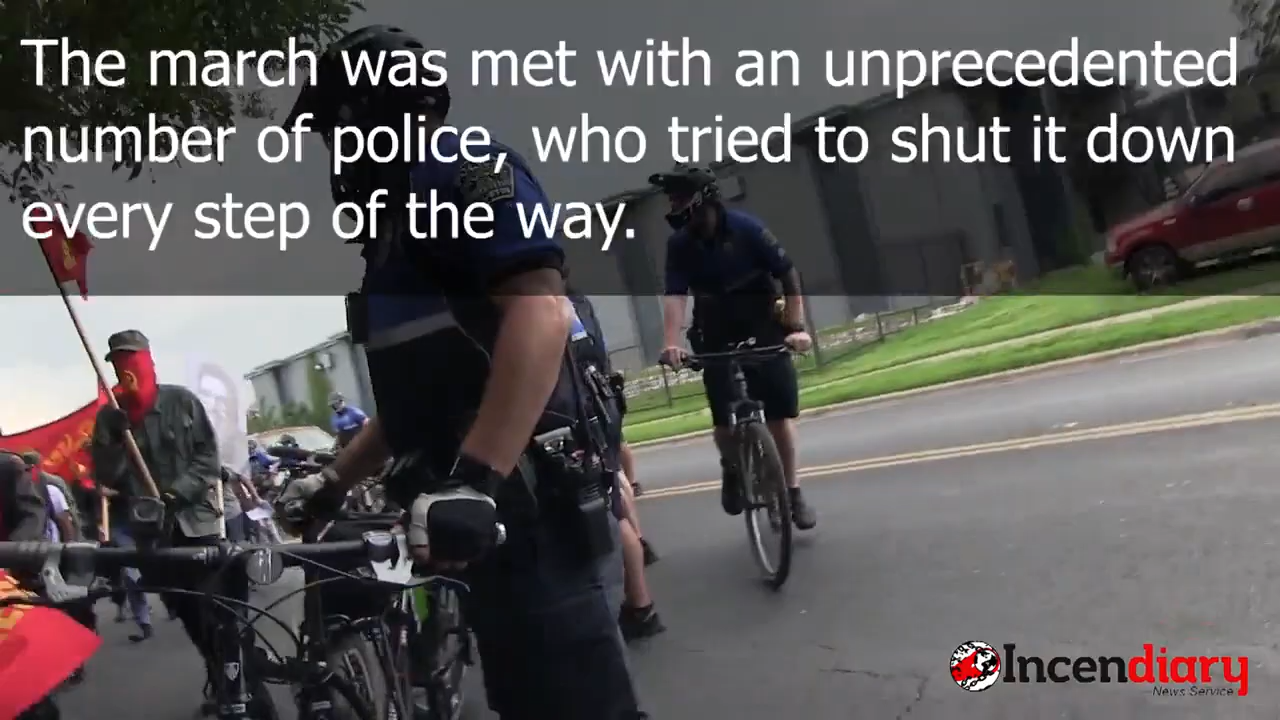 The march was met with an unprecedented
number of police, who tried to shut it down
every step of the way.
Incendiary
News Service